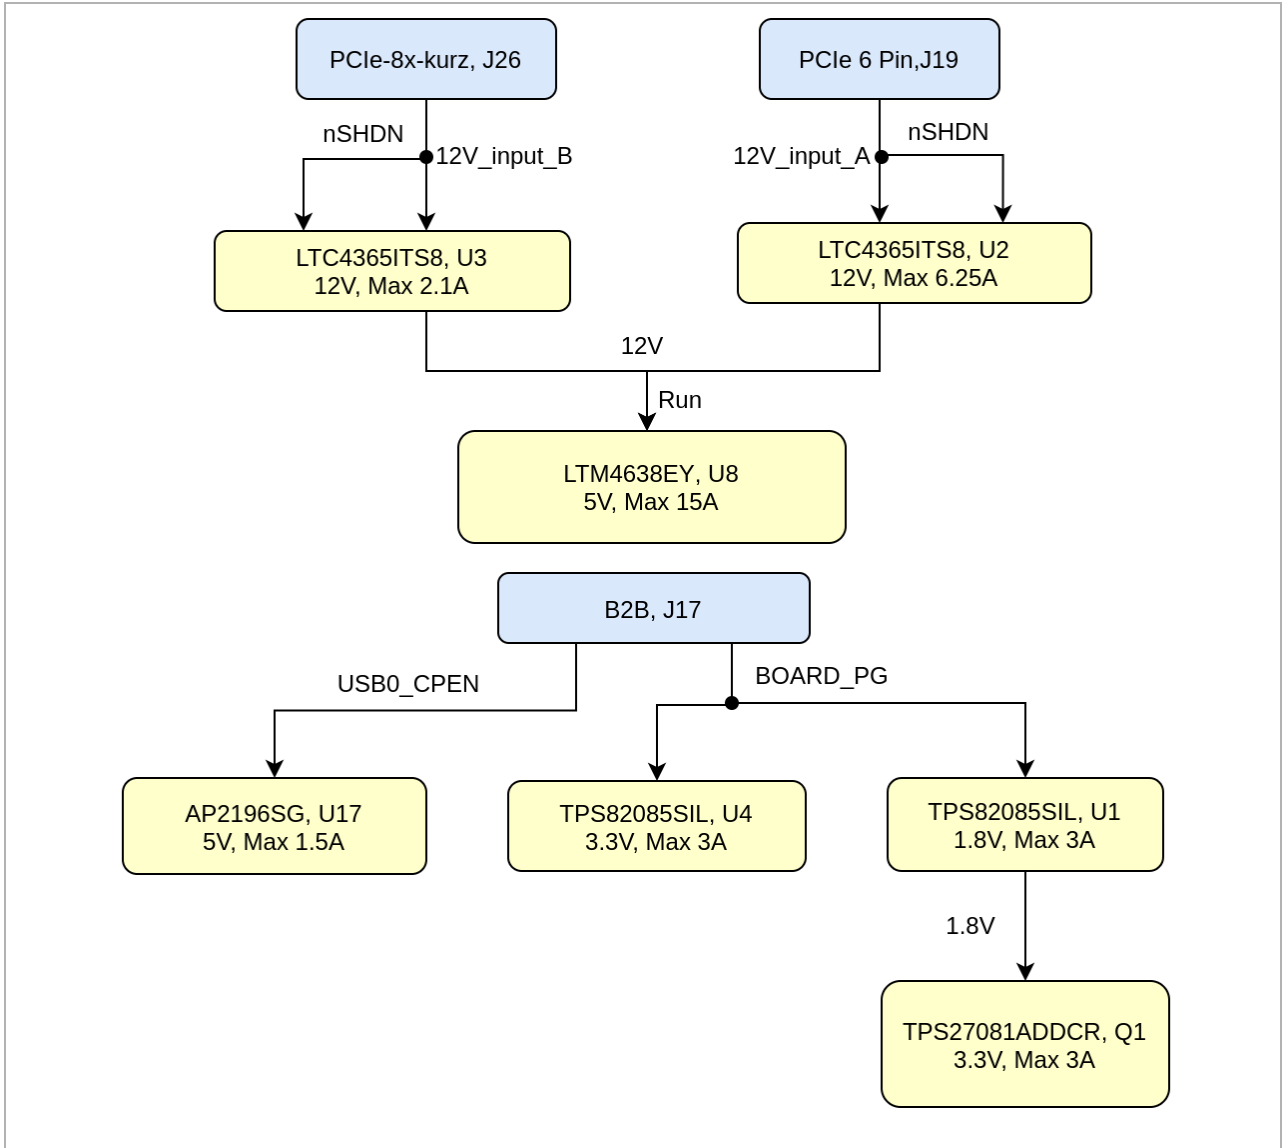 PCIe-8x-kurz, J26
PCIe 6 Pin,J19
nSHDN
nSHDN
12V_input_B
12V_input_A
LTC4365ITS8, U3
12V, Max 2.1A
LTC4365ITS8, U2
12V, Max 6.25A
12V
Run
LTM4638EY, U8
5V, Max 15A
B2B, J17
USB0_CPEN
BOARD_PG
AP2196SG, U17
5V, Max 1.5A
TPS82085SIL, U4
3.3V, Max 3A
TPS82085SIL, U1
1.8V, Max 3A
1.8V
TPS27081ADDCR, Q1
3.3V, Max 3A